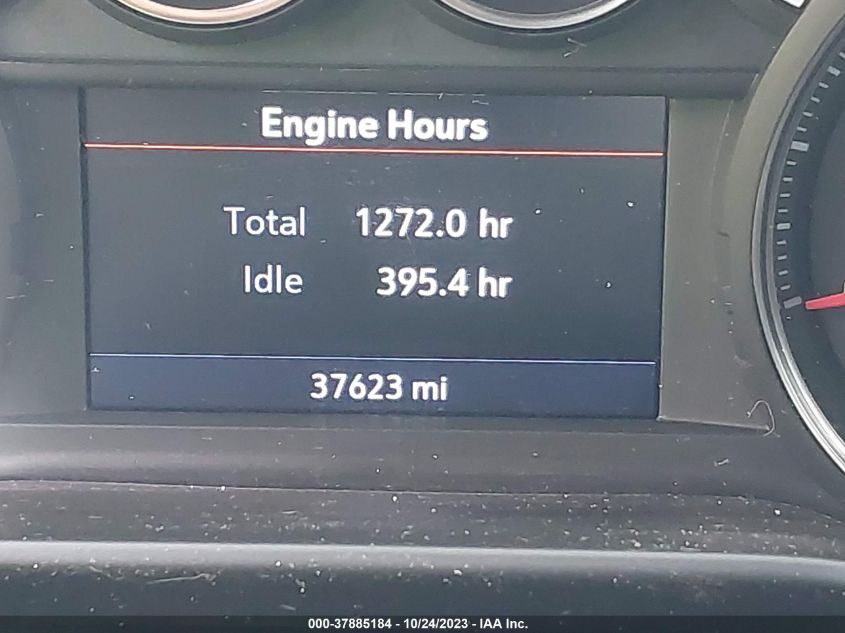 Engine Hours
Total 1272.0 hr
Idle 395.4 hr
37623 mi
000-37885184 - 10/24/2023 - IAA Inc.